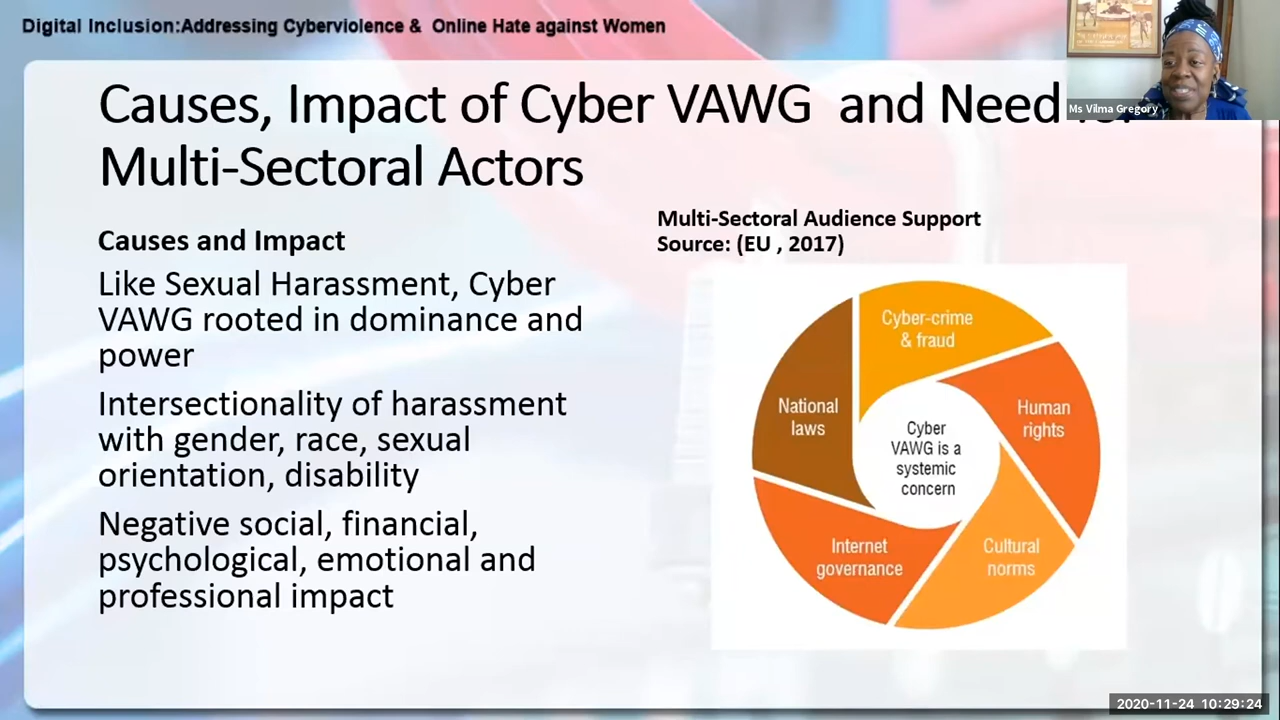 Digital Inclusion:Addressing Cyberviolence & Online Hate against Women
Causes, Impact of Cyber VAWG and Need
Multi-Sectoral Actors
Ms Vilma Gregory
Causes and Impact
Like Sexual Harassment, Cyber
VAWG rooted in dominance and
power
Intersectionality of harassment
with gender, race, sexual
orientation, disability
Negative social, financial,
psychological, emotional and
professional impact
Multi-Sectoral Audience Support
Source: (EU , 2017)
Cyber-crime
& fraud
Human
rights
Cultural
norms
Internet
governance
National
laws
Cyber
VAWG is a
systemic
concern
2020-11-24 10:29:24